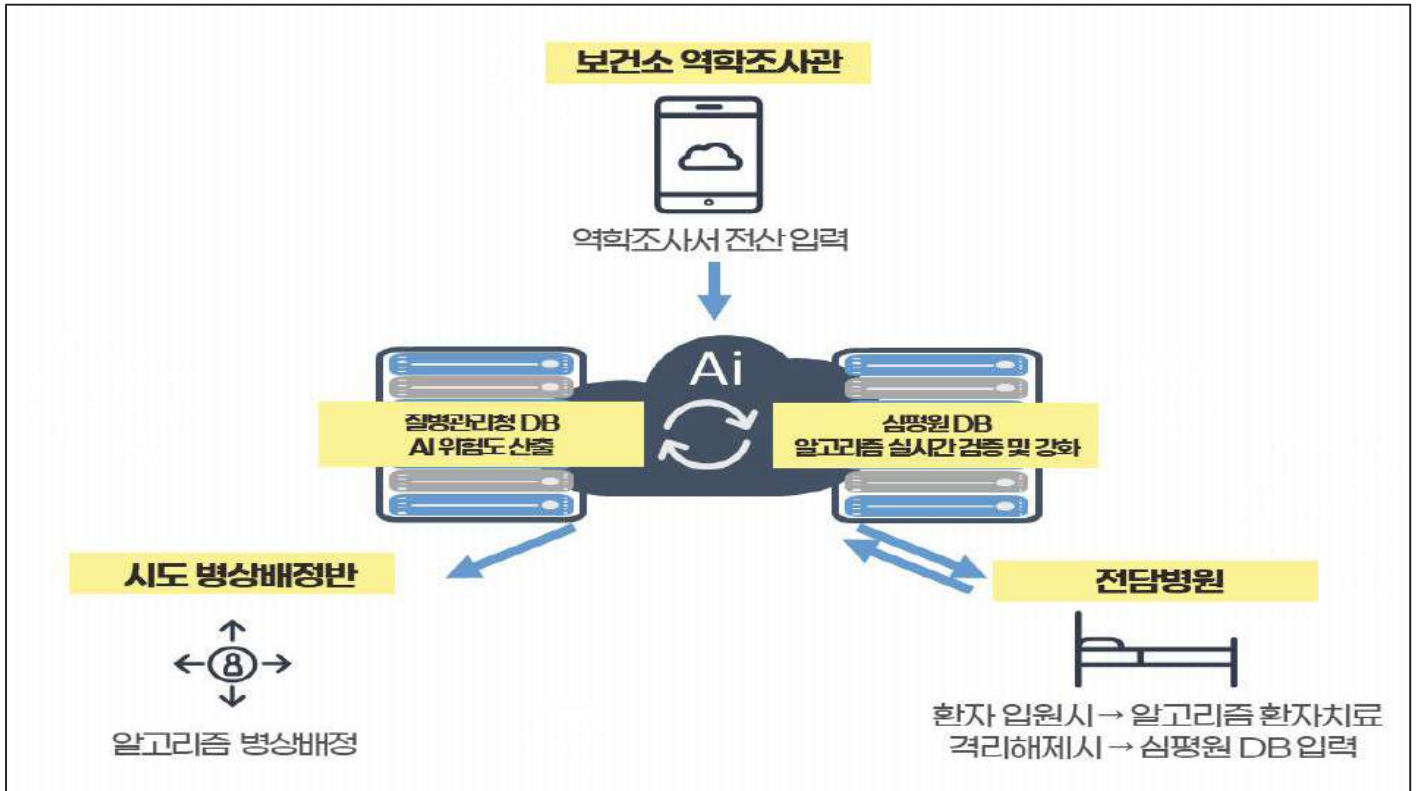 보건소 역학조사관
역학조사서 전산 입력
Ai
질병관리청 DB
AI 위험도 산출
심평원 DB
알고리즘 실시간 검증 및 강화
시도 병상배정반
알고리즘 병상배정
전담병원
환자 입원시 → 알고리즘 환자치료
격리해제시 → 심평원 DB 입력